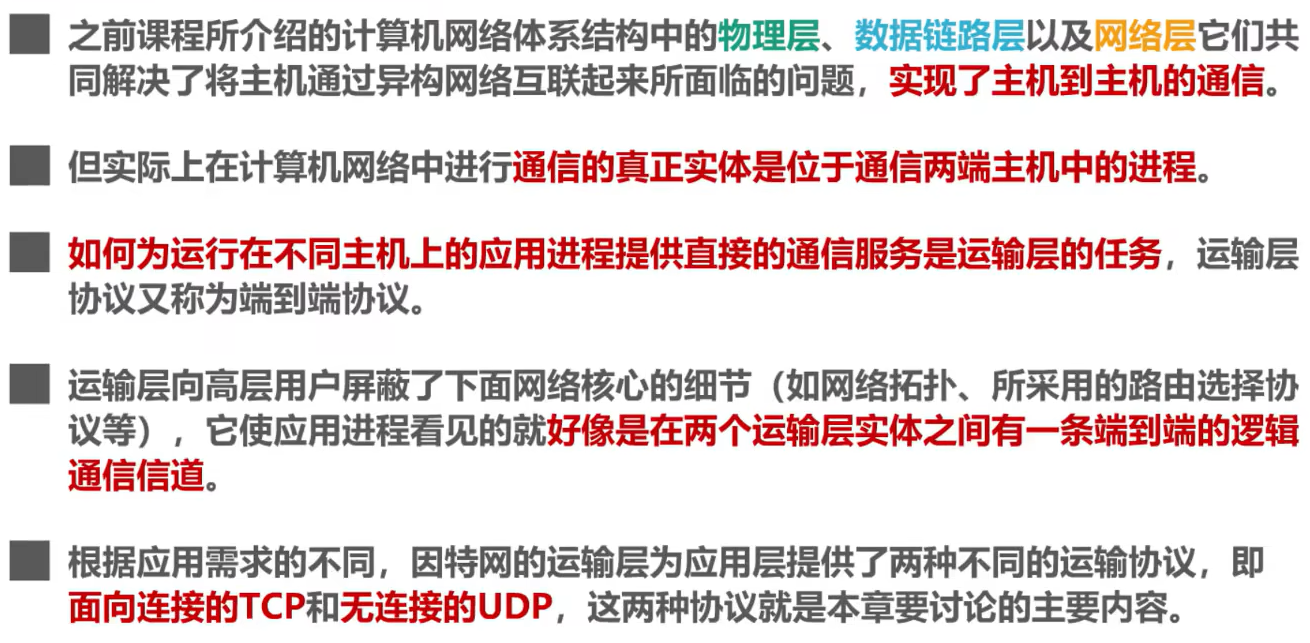 之前课程所介绍的计算机网络体系结构中的物理层、数据链路层以及网络层它们共
同解决了将主机通过异构网络互联起来所面临的问题，实现了主机到主机的通信。
但实际上在计算机网络中进行通信的真正实体是位于通信两端主机中的进程。
如何为运行在不同主机上的应用进程提供直接的通信服务是运输层的任务，运输层
协议又称为端到端协议。
运输层向高层用户屏蔽了下面网络核心的细节（如网络拓扑、所采用的路由选择协
议等），它使应用进程看见的就好像是在两个运输层实体之间有一条端到端的逻辑
通信信道。
根据应用需求的不同，因特网的运输层为应用层提供了两种不同的运输协议，即
面向连接的TCP和无连接的UDP，这两种协议就是本章要讨论的主要内容。